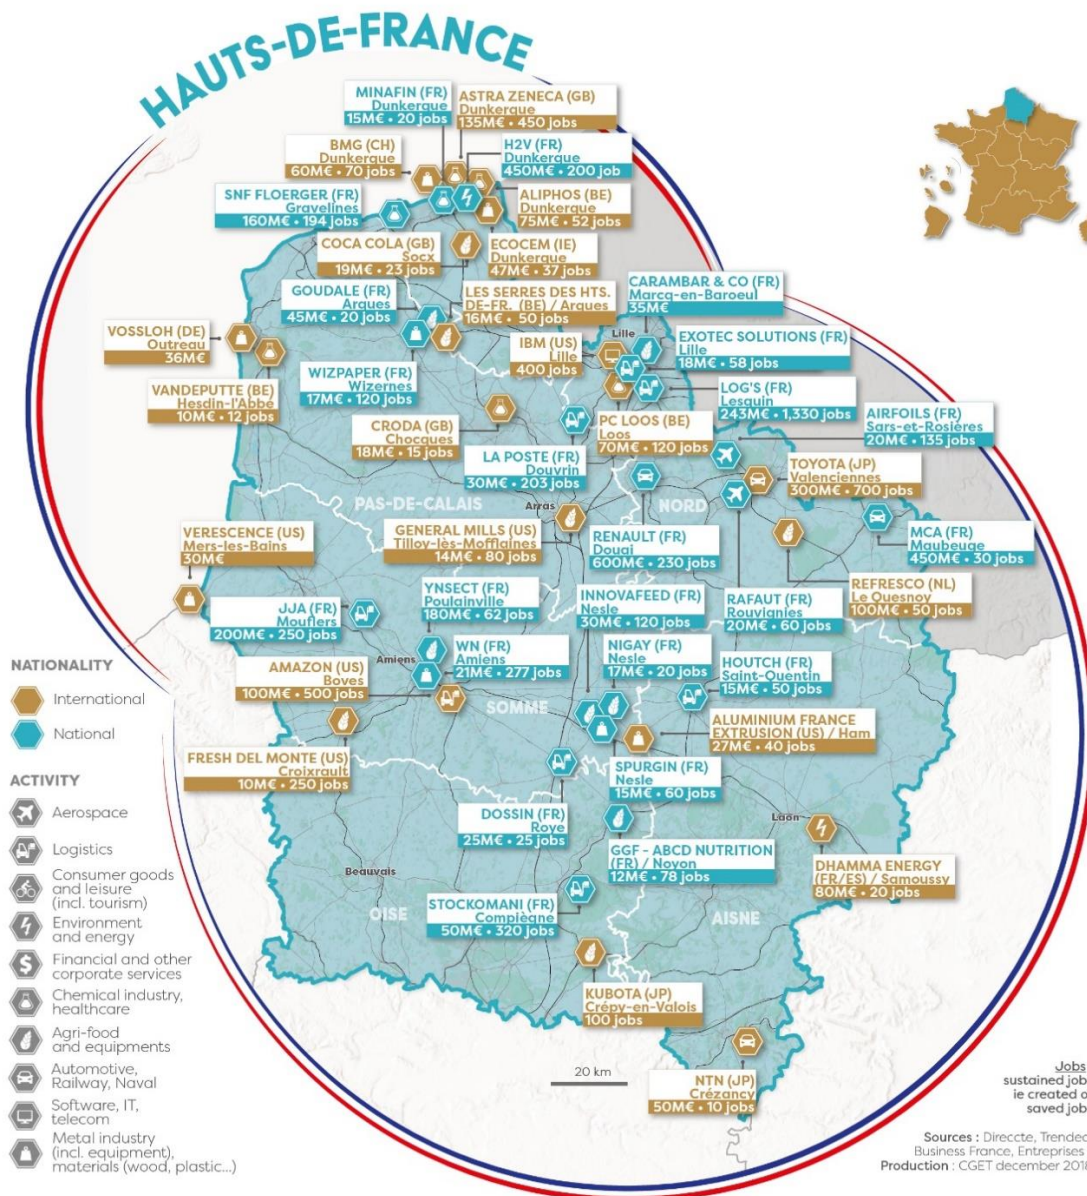 HAUTS-DE-FRANCE
MINAFIN (FR)
Dunkerque
15M€ • 20 jobs
ASTRA ZENECA (GB)
Dunkerque
135M€ • 450 jobs
BMG (CH)
Dunkerque
60M€ • 70 jobs
H2V (FR)
Dunkerque
450M€ • 200 job
SNF FLOERGER (FR)
Gravelines
160M€ • 194 jobs
ALIPHOS (BE)
Dunkerque
75M€ • 52 jobs
COCA COLA (GB)
Socx
19M€ • 23 jobs
ECOCEM (IE)
Dunkerque
47M€ • 37 jobs
GOUDALE (FR)
Arques
45M€ • 20 jobs
LES SERRES DES HTS.
DE-FR. (BE) / Arques
16M€ • 50 jobs
CARAMBAR & CO (FR)
Marcq-en-Baroeul
35M€
VOSSLOH (DE)
Outreau
36M€
IBM (US)
Lille
400 jobs
Lille
EXOTEC SOLUTIONS (FR)
Lille
18M€ • 58 jobs
WIZPAPER (FR)
Wizernes
17M€ • 120 jobs
VANDEPUTTE (BE)
Hesdin-l'Abbé
10M€ • 12 jobs
LOG'S (FR)
Lesquin
243M€ • 1,330 jobs
CRODA (GB)
Chocques
18M€ • 15 jobs
PC LOOS (BE)
Loos
70M€ • 120 jobs
AIRFOILS (FR)
Sars-et-Rosières
20M€ • 135 jobs
LA POSTE (FR)
Douvrin
30M€ • 203 jobs
TOYOTA (JP)
Valenciennes
300M€ • 700 jobs
PAS-DE-CALAIS
Arras
NORD
VERESCENCE (US)
Mers-les-Bains
30M€
GENERAL MILLS (US)
Tilloy-lès-Mofflaines
14M€ • 80 jobs
RENAULT (FR)
Douai
600M€ • 230 jobs
MCA (FR)
Maubeuge
450M€ • 30 jobs
REFRESCO (NL)
Le Quesnoy
100M€ • 50 jobs
JJA (FR)
Mouflers
200M€ • 250 jobs
YNSECT (FR)
Poulainville
180M€ • 62 jobs
INNOVAFEED (FR)
Nesle
30M€ • 120 jobs
RAFAUT (FR)
Rouvignies
20M€ • 60 jobs
Amiens
WN (FR)
Amiens
21M€ • 277 jobs
NIGAY (FR)
Nesle
17M€ • 20 jobs
HOUTCH (FR)
Saint-Quentin
15M€ • 50 jobs
AMAZON (US)
Boves
100M€ • 500 jobs
SOMME
ALUMINIUM FRANCE
EXTRUSION (US) / Ham
27M€ • 40 jobs
FRESH DEL MONTE (US)
Croixrault
10M€ • 250 jobs
SPURGIN (FR)
Nesle
15M€ • 60 jobs
DOSSIN (FR)
Roye
25M€ • 25 jobs
Laon
GGF - ABCD NUTRITION
(FR) / Noyon
12M€ • 78 jobs
DHAMMA ENERGY
(FR/ES) / Samoussy
80M€ • 20 jobs
Beauvais
OISE
STOCKOMANI (FR)
Compiègne
50M€ • 320 jobs
AISNE
KUBOTA (JP)
Crépy-en-Valois
100 jobs
NTN (JP)
Crézancy
50M€ • 10 jobs
20 km
NATIONALITY
International
National
ACTIVITY
Aerospace
Logistics
Consumer goods
and leisure
(incl. tourism)
Environment
and energy
Financial and other
corporate services
Chemical industry,
healthcare
Agri-food
and equipments
Automotive,
Railway, Naval
Software, IT,
telecom
Metal industry
(incl. equipment),
materials (wood, plastic...)
Jobs
sustained job
ie created o
saved job
Sources : Direccte, Trendeo
Business France, Entreprises
Production : CGET december 201